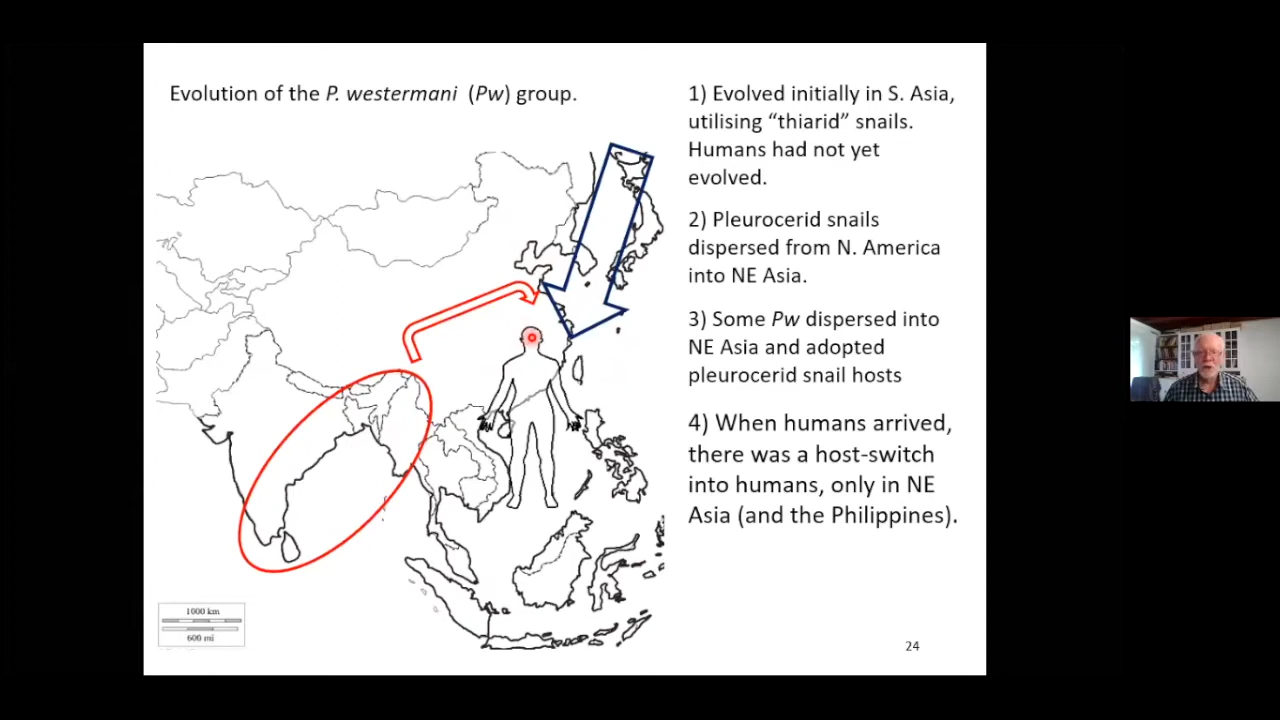 Evolution of the P. westermani (Pw) group.
1) Evolved initially in S. Asia,
utilising “thiarid” snails.
Humans had not yet
evolved.
2) Pleurocerid snails
dispersed from N. America
into NE Asia.
3) Some Pw dispersed into
NE Asia and adopted
pleurocerid snail hosts
4) When humans arrived,
there was a host-switch
into humans, only in NE
Asia (and the Philippines).
1000 km
600 mi
24